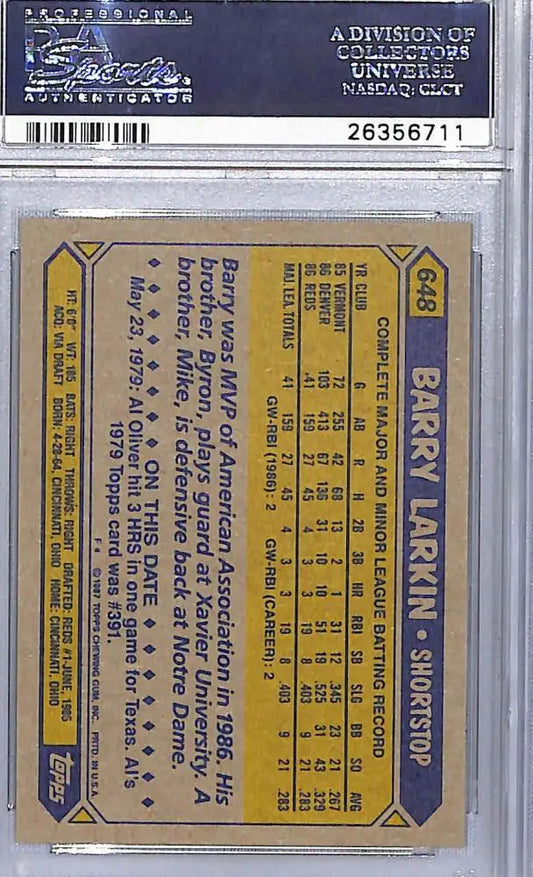 PROFESSIONAL
PSA
Sports
AUTHENTICATOR
A DIVISION OF
COLLECTORS
UNIVERSE
NASDAQ: CLCT
26356711
648
BARRY LARKIN • SHORTSTOP
COMPLETE MAJOR AND MINOR LEAGUE BATTING RECORD
YR CLUB G AB R H 2B 3B HR RBI SB SLG BB SO AVG
85 VERMONT 72 255 42 68 13 2 1 31 12 .345 23 21 .267
86 DENVER 103 413 67 136 31 10 10 51 19 .525 31 43 .329
86 REDS 41 159 27 45 4 3 3 19 8 .403 9 21 .283
MAJ. LEA. TOTALS 41 159 27 45 4 3 3 19 8 .403 9 21 .283
GW-RBI (1986): 2 GW-RBI (CAREER): 2
Barry was MVP of American Association in 1986. His
brother, Byron, plays guard at Xavier University. A
brother, Mike, is defensive back at Notre Dame.
♦ ♦ ♦ ♦ ♦ ♦ ♦ ON THIS DATE ♦ ♦ ♦ ♦ ♦ ♦ ♦
May 23, 1979: Al Oliver hit 3 HRS in one game for Texas. Al's
1979 Topps card was #391.
© 1987 TOPPS CHEWING GUM, INC. PRTD. IN U.S.A.
HT: 6'0" WT: 185 BATS: RIGHT THROWS: RIGHT DRAFTED: REDS #1-JUNE, 1985
ACQ: VIA DRAFT BORN: 4-28-64, CINCINNATI, OHIO HOME: CINCINNATI, OHIO
topps